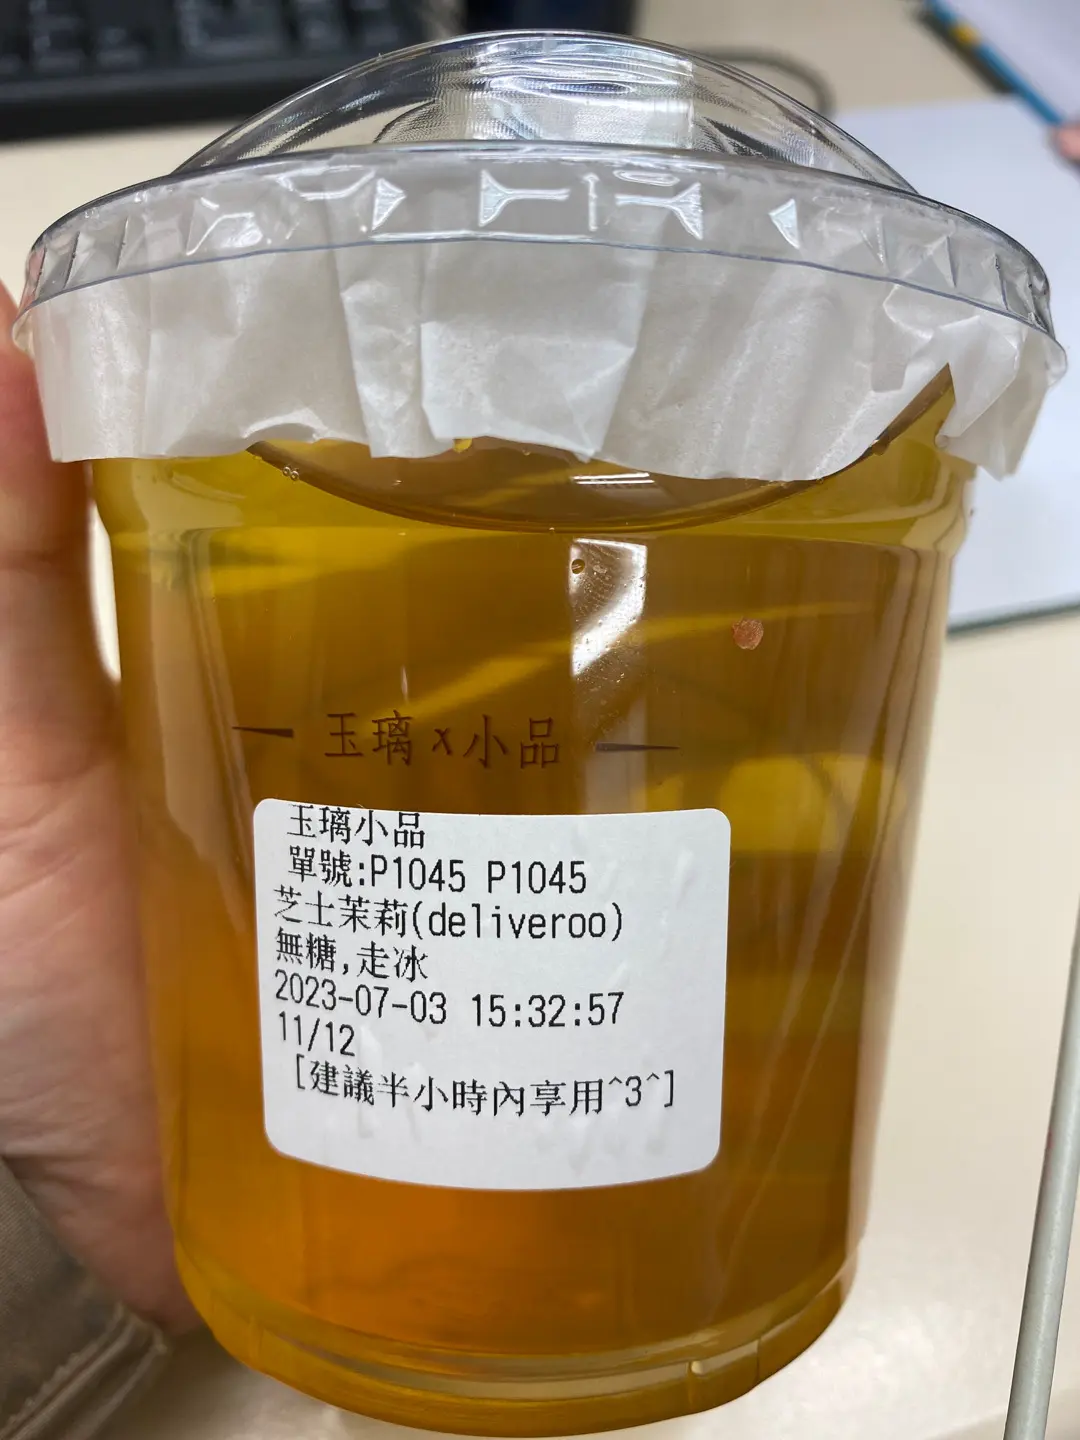 玉璃x小品
玉璃小品
單號:P1045 P1045
芝士茉莉(deliveroo)
無糖,走冰
2023-07-03 15:32:57
11/12
[建議半小時內享用^3^]